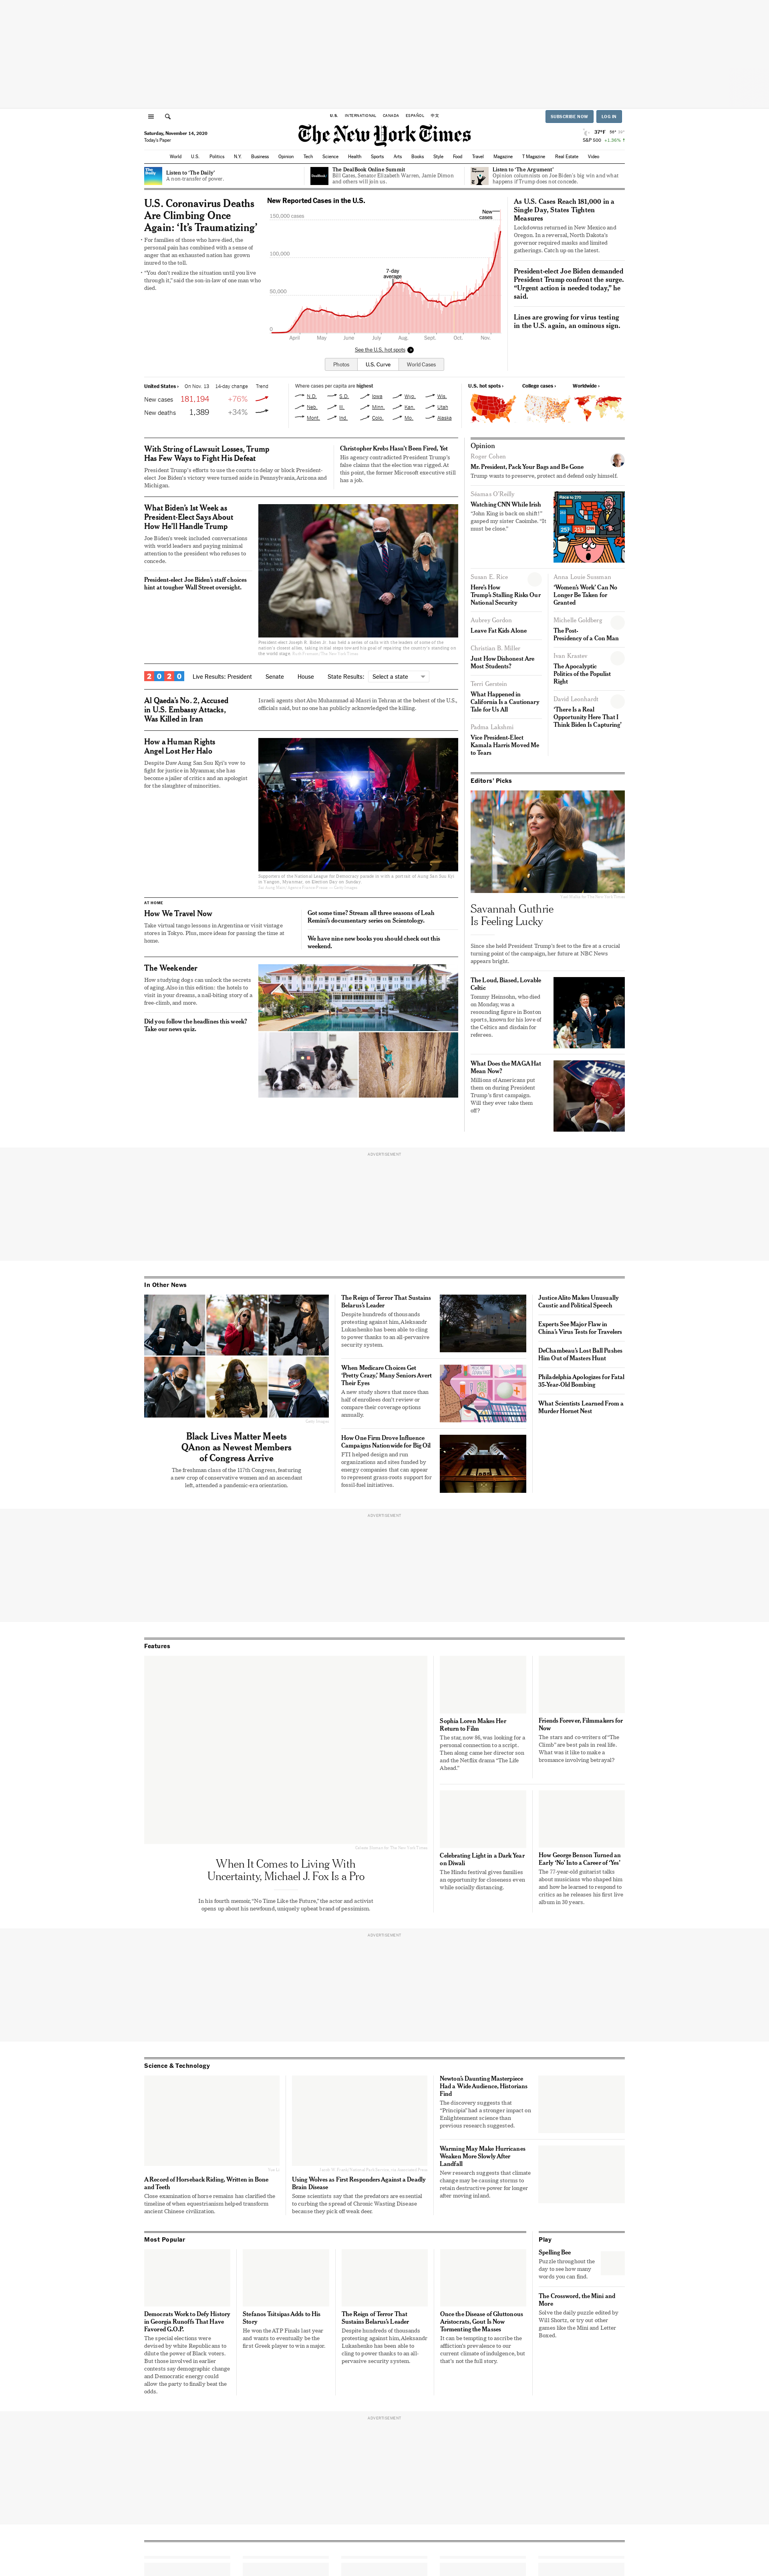 U.S.
INTERNATIONAL
CANADA
ESPAÑOL
中文
SUBSCRIBE NOW
LOG IN
Saturday, November 14, 2020
Today's Paper
The New York Times
37°F
S&P 500 +1.36% ↑
World U.S. Politics N.Y. Business Opinion Tech Science Health Sports Arts Books Style Food Travel Magazine T Magazine Real Estate Video
Listen to 'The Daily'
A non-transfer of power.
The DealBook Online Summit
Bill Gates, Senator Elizabeth Warren, Jamie Dimon
and others will join us.
Listen to 'The Argument'
Opinion columnists on Joe Biden's big win and what
happens if Trump does not concede.
U.S. Coronavirus Deaths
Are Climbing Once
Again: 'It's Traumatizing'
For families of those who have died, the
personal pain has combined with a sense of
anger that an exhausted nation has grown
inured to the toll.
"You don't realize the situation until you live
through it," said the son-in-law of one man who
died.
New Reported Cases in the U.S.
150,000 cases
100,000
50,000
0
New
cases
7-day
average
April May June July Aug. Sept. Oct. Nov.
See the U.S. hot spots
Photos
U.S. Curve
World Cases
As U.S. Cases Reach 181,000 in a
Single Day, States Tighten
Measures
Lockdowns returned in New Mexico and
Oregon. In a reversal, North Dakota's
governor required masks and limited
gatherings. Catch up on the latest.
President-elect Joe Biden demanded
President Trump confront the surge.
"Urgent action is needed today," he
said.
Lines are growing for virus testing
in the U.S. again, an ominous sign.
United States › On Nov. 13 14-day change Trend
New cases 181,194 +76%
New deaths 1,389 +34%
Where cases per capita are highest
N.D. S.D. Iowa Wyo. Wis.
Neb. Ill. Minn. Kan. Utah
Mont. Ind. Colo. Mo. Alaska
U.S. hot spots ›
College cases ›
Worldwide ›
With String of Lawsuit Losses, Trump
Has Few Ways to Fight His Defeat
President Trump's efforts to use the courts to delay or block President-
elect Joe Biden's victory were turned aside in Pennsylvania, Arizona and
Michigan.
Christopher Krebs Hasn't Been Fired, Yet
His agency contradicted President Trump's
false claims that the election was rigged. At
this point, the former Microsoft executive still
has a job.
What Biden's 1st Week as
President-Elect Says About
How He'll Handle Trump
Joe Biden's week included conversations
with world leaders and paying minimal
attention to the president who refuses to
concede.
President-elect Joe Biden's staff choices
hint at tougher Wall Street oversight.
President-elect Joseph R. Biden Jr. has held a series of calls with the leaders of some of the
nation's closest allies, taking initial steps toward his goal of repairing the country's standing on
the world stage.
2020
Live Results: President
Senate
House
State Results:
Select a state
Al Qaeda's No. 2, Accused
in U.S. Embassy Attacks,
Was Killed in Iran
Israeli agents shot Abu Muhammad al-Masri in Tehran at the behest of the U.S.,
officials said, but no one has publicly acknowledged the killing.
How a Human Rights
Angel Lost Her Halo
Despite Daw Aung San Suu Kyi's vow to
fight for justice in Myanmar, she has
become a jailer of critics and an apologist
for the slaughter of minorities.
Supporters of the National League for Democracy parade in with a portrait of Aung San Suu Kyi
in Yangon, Myanmar, on Election Day on Sunday.
AT HOME
How We Travel Now
Take virtual tango lessons in Argentina or visit vintage
stores in Tokyo. Plus, more ideas for passing the time at
home.
Got some time? Stream all three seasons of Leah
Remini's documentary series on Scientology.
We have nine new books you should check out this
weekend.
The Weekender
How studying dogs can unlock the secrets
of aging. Also in this edition: the hotels to
visit in your dreams, a nail-biting story of a
free-climb, and more.
Did you follow the headlines this week?
Take our news quiz.
Opinion
Roger Cohen
Mr. President, Pack Your Bags and Be Gone
Trump wants to preserve, protect and defend only himself.
Séamas O'Reilly
Watching CNN While Irish
"John King is back on shift!"
gasped my sister Caoimhe. "It
must be close."
Race to 270
253
213
Susan E. Rice
Here's How
Trump's Stalling Risks Our
National Security
Aubrey Gordon
Leave Fat Kids Alone
Christian B. Miller
Just How Dishonest Are
Most Students?
Terri Gerstein
What Happened in
California Is a Cautionary
Tale for Us All
Padma Lakshmi
Vice President-Elect
Kamala Harris Moved Me
to Tears
Anna Louie Sussman
'Women's Work' Can No
Longer Be Taken for
Granted
Michelle Goldberg
The Post-
Presidency of a Con Man
Ivan Krastev
The Apocalyptic
Politics of the Populist
Right
David Leonhardt
'There Is a Real
Opportunity Here That I
Think Biden Is Capturing'
Editors' Picks
Savannah Guthrie
Is Feeling Lucky
Since she held President Trump's feet to the fire at a crucial
turning point of the campaign, her future at NBC News
appears bright.
The Loud, Biased, Lovable
Celtic
Tommy Heinsohn, who died
on Monday, was a
resounding figure in Boston
sports, known for his love of
the Celtics and disdain for
referees.
What Does the MAGA Hat
Mean Now?
Millions of Americans put
them on during President
Trump's first campaign.
Will they ever take them
off?
TRUMP
ADVERTISEMENT
In Other News
Black Lives Matter Meets
QAnon as Newest Members
of Congress Arrive
The freshman class of the 117th Congress, featuring
a new crop of conservative women and an ascendant
left, attended a pandemic-era orientation.
The Reign of Terror That Sustains
Belarus's Leader
Despite hundreds of thousands
protesting against him, Aleksandr
Lukashenko has been able to cling
to power thanks to an all-pervasive
security system.
When Medicare Choices Get
'Pretty Crazy,' Many Seniors Avert
Their Eyes
A new study shows that more than
half of enrollees don't review or
compare their coverage options
annually.
How One Firm Drove Influence
Campaigns Nationwide for Big Oil
FTI helped design and run
organizations and sites funded by
energy companies that can appear
to represent grass-roots support for
fossil-fuel initiatives.
Justice Alito Makes Unusually
Caustic and Political Speech
Experts See Major Flaw in
China's Virus Tests for Travelers
DeChambeau's Lost Ball Pushes
Him Out of Masters Hunt
Philadelphia Apologizes for Fatal
35-Year-Old Bombing
What Scientists Learned From a
Murder Hornet Nest
ADVERTISEMENT
Features
When It Comes to Living With
Uncertainty, Michael J. Fox Is a Pro
In his fourth memoir, "No Time Like the Future," the actor and activist
opens up about his newfound, uniquely upbeat brand of pessimism.
Sophia Loren Makes Her
Return to Film
The star, now 86, was looking for a
personal connection to a script.
Then along came her director son
and the Netflix drama "The Life
Ahead."
Friends Forever, Filmmakers for
Now
The stars and co-writers of "The
Climb" are best pals in real life.
What was it like to make a
bromance involving betrayal?
Celebrating Light in a Dark Year
on Diwali
The Hindu festival gives families
an opportunity for closeness even
while socially distancing.
How George Benson Turned an
Early 'No' Into a Career of 'Yes'
The 77-year-old guitarist talks
about musicians who shaped him
and how he learned to respond to
critics as he releases his first live
album in 30 years.
ADVERTISEMENT
Science & Technology
A Record of Horseback Riding, Written in Bone
and Teeth
Close examination of horse remains has clarified the
timeline of when equestrianism helped transform
ancient Chinese civilization.
Using Wolves as First Responders Against a Deadly
Brain Disease
Some scientists say that the predators are essential
to curbing the spread of Chronic Wasting Disease
because they pick off weak deer.
Newton's Daunting Masterpiece
Had a Wide Audience, Historians
Find
The discovery suggests that
"Principia" had a stronger impact on
Enlightenment science than
previous research suggested.
Warming May Make Hurricanes
Weaken More Slowly After
Landfall
New research suggests that climate
change may be causing storms to
retain destructive power for longer
after moving inland.
Most Popular
Democrats Work to Defy History
in Georgia Runoffs That Have
Favored G.O.P.
The special elections were
devised by white Republicans to
dilute the power of Black voters.
But those involved in earlier
contests say demographic change
and Democratic energy could
allow the party to finally beat the
odds.
Stefanos Tsitsipas Adds to His
Story
He won the ATP Finals last year
and wants to eventually be the
first Greek player to win a major.
The Reign of Terror That
Sustains Belarus's Leader
Despite hundreds of thousands
protesting against him, Aleksandr
Lukashenko has been able to
cling to power thanks to an all-
pervasive security system.
Once the Disease of Gluttonous
Aristocrats, Gout Is Now
Tormenting the Masses
It can be tempting to ascribe the
affliction's prevalence to our
current climate of indulgence, but
that's not the full story.
Play
Spelling Bee
Puzzle throughout the
day to see how many
words you can find.
The Crossword, the Mini and
More
Solve the daily puzzle edited by
Will Shortz, or try out other
games like the Mini and Letter
Boxed.
ADVERTISEMENT